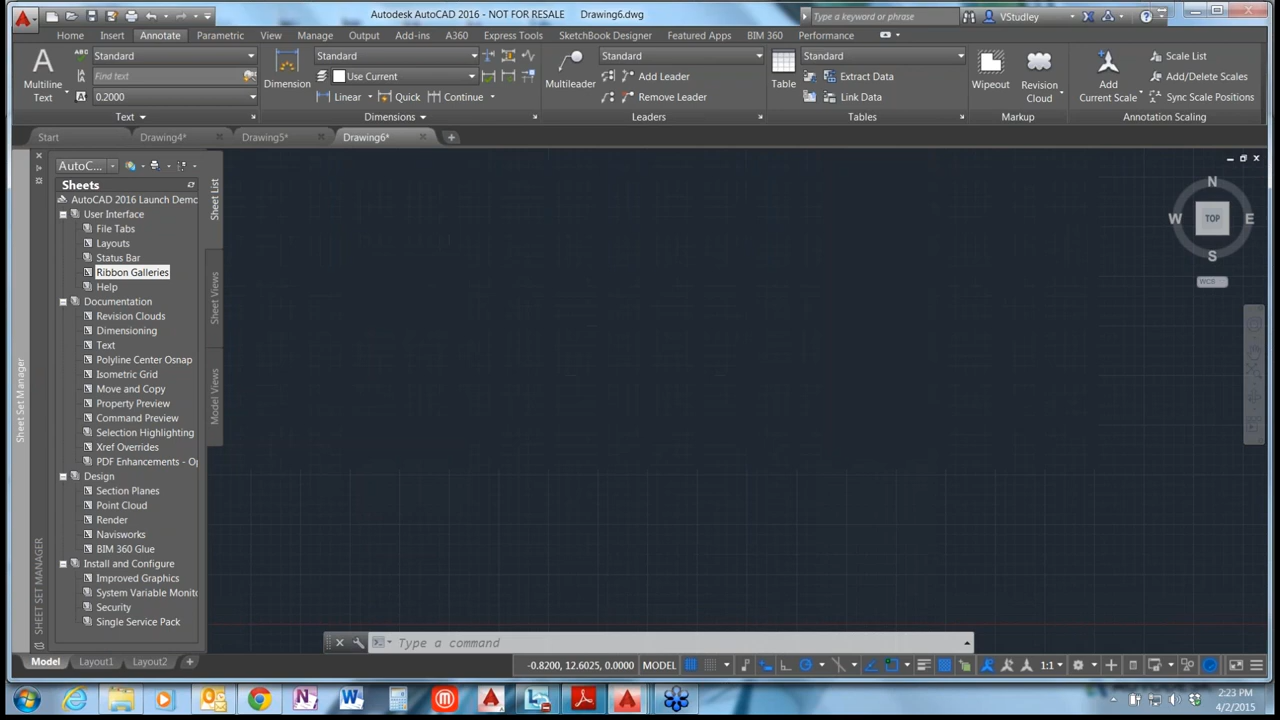 Autodesk AutoCAD 2016 - NOT FOR RESALE Drawing6.dwg
Type a keyword or phrase
VStudley
Home Insert Annotate Parametric View Manage Output Add-ins A360 Express Tools SketchBook Designer Featured Apps BIM 360 Performance
Standard
Find text
0.2000
Multiline
Text
Text
Dimension
Standard
Use Current
Linear Quick Continue
Dimensions
Multileader
Standard
Add Leader
Remove Leader
Leaders
Table
Standard
Extract Data
Link Data
Tables
Wipeout
Revision
Cloud
Markup
Add
Current Scale
Scale List
Add/Delete Scales
Sync Scale Positions
Annotation Scaling
Start Drawing4* Drawing5* Drawing6*
AutoC...
Sheets
AutoCAD 2016 Launch Demo
User Interface
File Tabs
Layouts
Status Bar
Ribbon Galleries
Help
Documentation
Revision Clouds
Dimensioning
Text
Polyline Center Osnap
Isometric Grid
Move and Copy
Property Preview
Command Preview
Selection Highlighting
Xref Overrides
PDF Enhancements - Op
Design
Section Planes
Point Cloud
Render
Navisworks
BIM 360 Glue
Install and Configure
Improved Graphics
System Variable Monito
Security
Single Service Pack
Sheet List
Sheet Views
Model Views
Sheet Set Manager
SHEET SET MANAGER
N
W TOP E
S
WCS
Type a command
Model Layout1 Layout2
-0.8200, 12.6025, 0.0000 MODEL
1:1
2:23 PM
4/2/2015